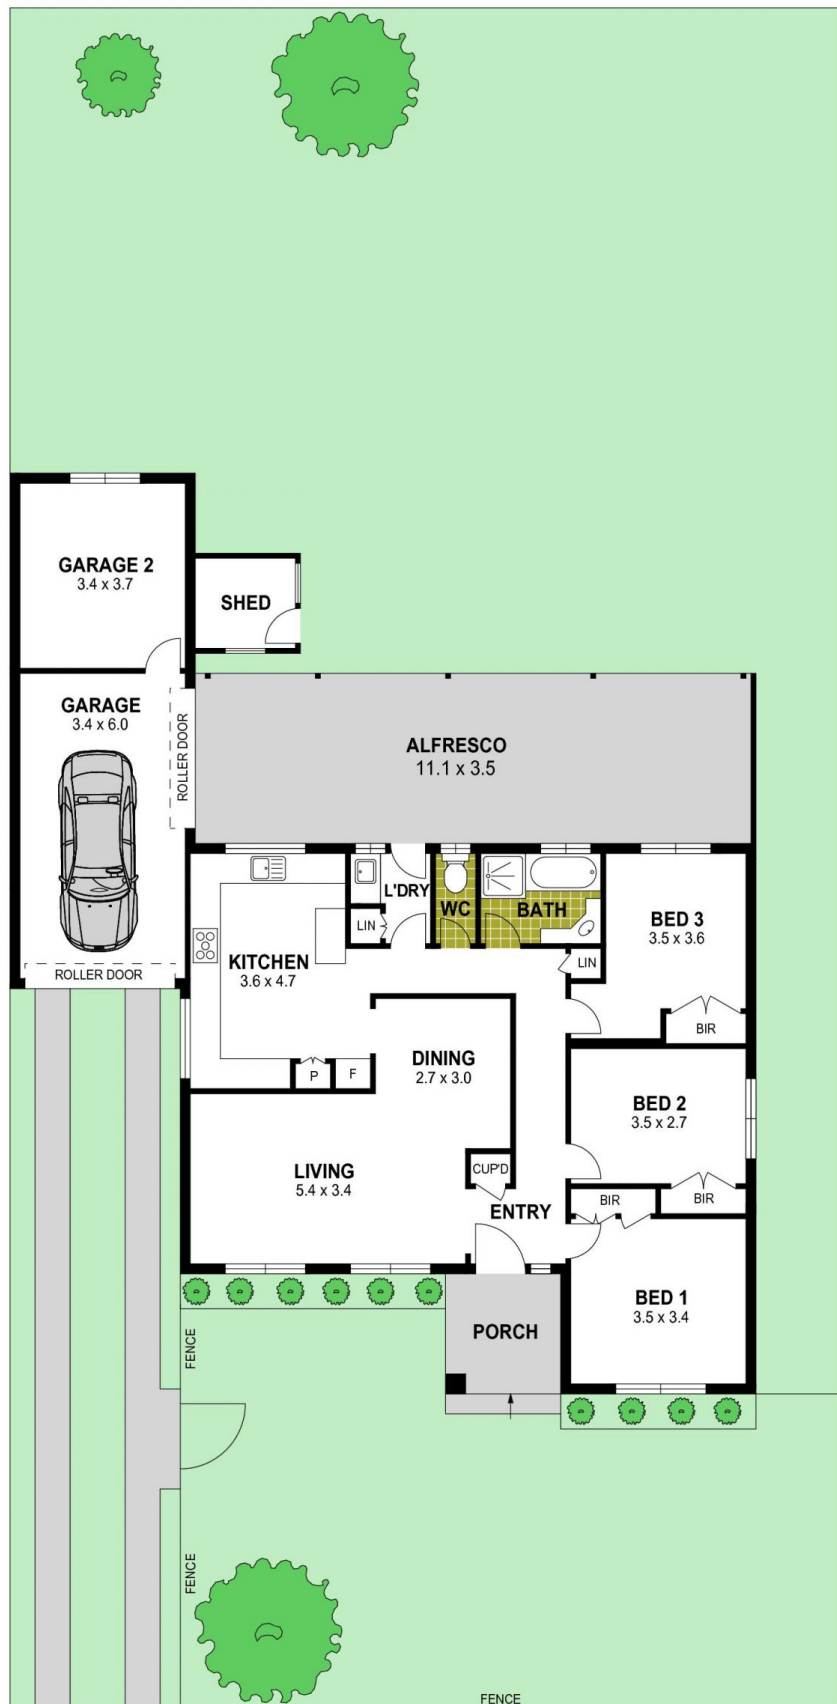 GARAGE 2
3.4 x 3.7
SHED
GARAGE
3.4 x 6.0
ROLLER DOOR
ALFRESCO
11.1 x 3.5
ROLLER DOOR
L'DRY
LIN
WC
BATH
BED 3
3.5 x 3.6
LIN
BIR
KITCHEN
3.6 x 4.7
P
F
DINING
2.7 x 3.0
BED 2
3.5 x 2.7
BIR
BIR
LIVING
5.4 x 3.4
CUP'D
ENTRY
BED 1
3.5 x 3.4
PORCH
FENCE
FENCE
FENCE